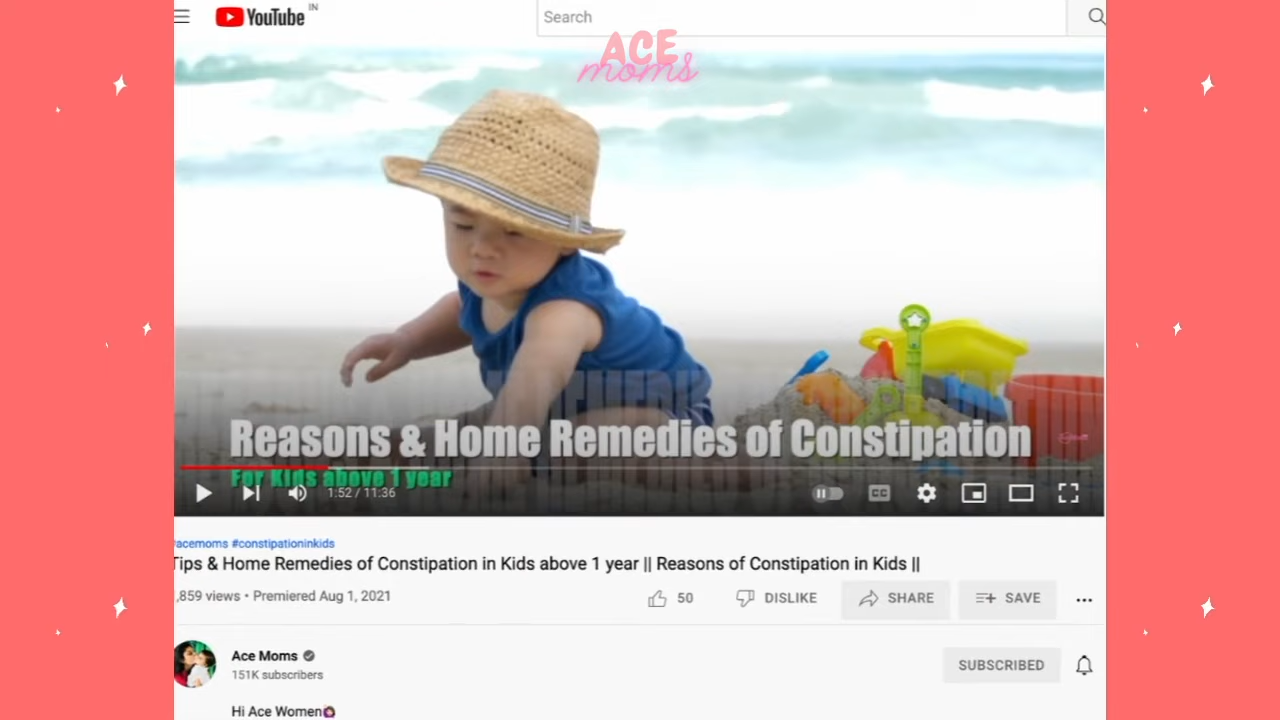 YouTube IN
Search
ACE
moms
Reasons & Home Remedies of Constipation
For Kids above 1 year
1:52 / 11:36
CC
acemoms #constipationinkids
Tips & Home Remedies of Constipation in Kids above 1 year || Reasons of Constipation in Kids ||
,859 views • Premiered Aug 1, 2021
50
DISLIKE
SHARE
SAVE
Ace Moms
151K subscribers
SUBSCRIBED
Hi Ace Women